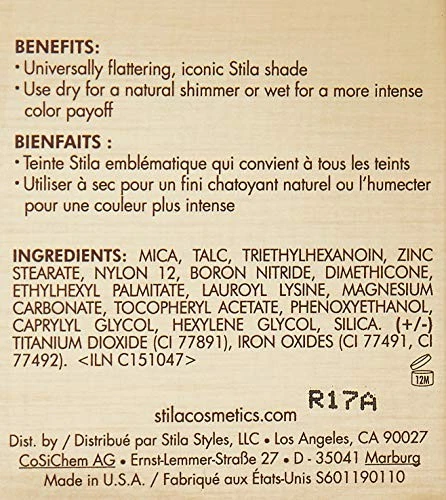 BENEFITS:
• Universally flattering, iconic Stila shade
• Use dry for a natural shimmer or wet for a more intense
color payoff
BIENFAITS :
• Teinte Stila emblématique qui convient à tous les teints
• Utiliser à sec pour un fini chatoyant naturel ou l’humecter
pour une couleur plus intense
INGREDIENTS: MICA, TALC, TRIETHYLHEXANOIN, ZINC
STEARATE, NYLON 12, BORON NITRIDE, DIMETHICONE,
ETHYLHEXYL PALMITATE, LAUROYL LYSINE, MAGNESIUM
CARBONATE, TOCOPHERYL ACETATE, PHENOXYETHANOL,
CAPRYLYL GLYCOL, HEXYLENE GLYCOL, SILICA. (+/-)
TITANIUM DIOXIDE (CI 77891), IRON OXIDES (CI 77491, CI
77492). <ILN C151047>
12M
R17A
stilacosmetics.com
Dist. by / Distribué par Stila Styles, LLC • Los Angeles, CA 90027
CoSiChem AG • Ernst-Lemmer-Straße 27 • D - 35041 Marburg
Made in U.S.A. / Fabriqué aux États-Unis S601190110